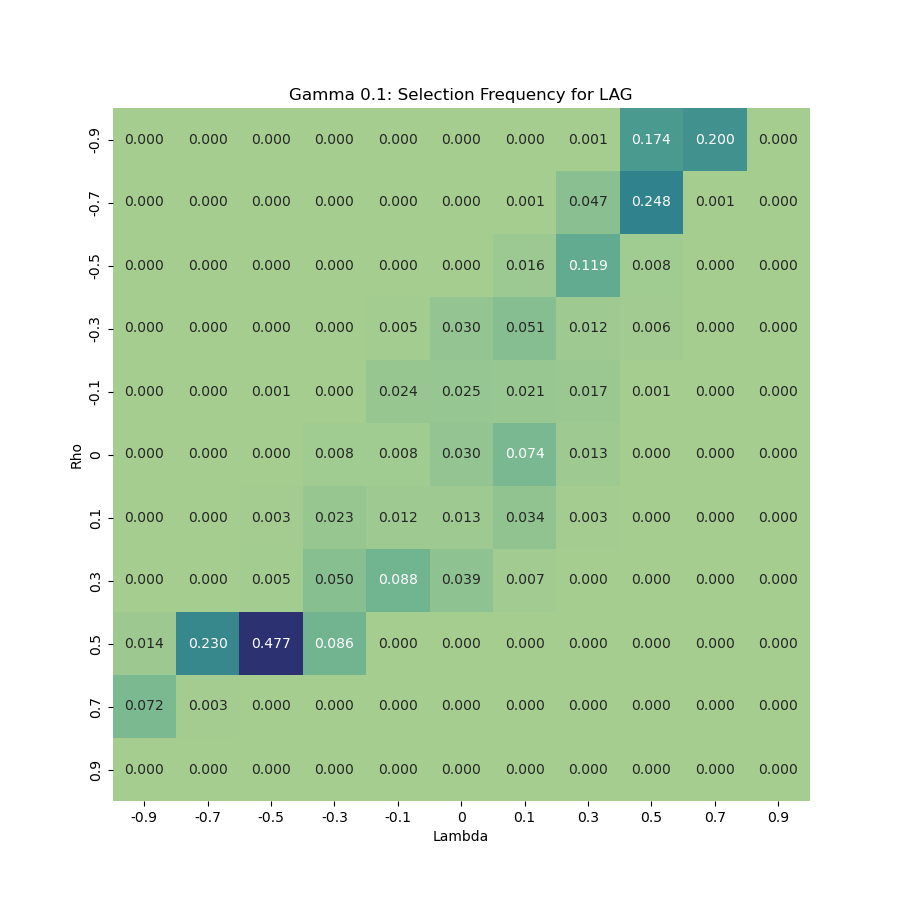 Gamma 0.1: Selection Frequency for LAG
-0.9 0.000 0.000 0.000 0.000 0.000 0.000 0.000 0.001 0.174 0.200 0.000
-0.7 0.000 0.000 0.000 0.000 0.000 0.000 0.001 0.047 0.248 0.001 0.000
-0.5 0.000 0.000 0.000 0.000 0.000 0.000 0.016 0.119 0.008 0.000 0.000
-0.3 0.000 0.000 0.000 0.000 0.005 0.030 0.051 0.012 0.006 0.000 0.000
-0.1 0.000 0.000 0.001 0.000 0.024 0.025 0.021 0.017 0.001 0.000 0.000
Rho
0 0.000 0.000 0.000 0.008 0.008 0.030 0.074 0.013 0.000 0.000 0.000
0.1 0.000 0.000 0.003 0.023 0.012 0.013 0.034 0.003 0.000 0.000 0.000
0.3 0.000 0.000 0.005 0.050 0.088 0.039 0.007 0.000 0.000 0.000 0.000
0.5 0.014 0.230 0.477 0.086 0.000 0.000 0.000 0.000 0.000 0.000 0.000
0.7 0.072 0.003 0.000 0.000 0.000 0.000 0.000 0.000 0.000 0.000 0.000
0.9 0.000 0.000 0.000 0.000 0.000 0.000 0.000 0.000 0.000 0.000 0.000
-0.9 -0.7 -0.5 -0.3 -0.1 0 0.1 0.3 0.5 0.7 0.9
Lambda